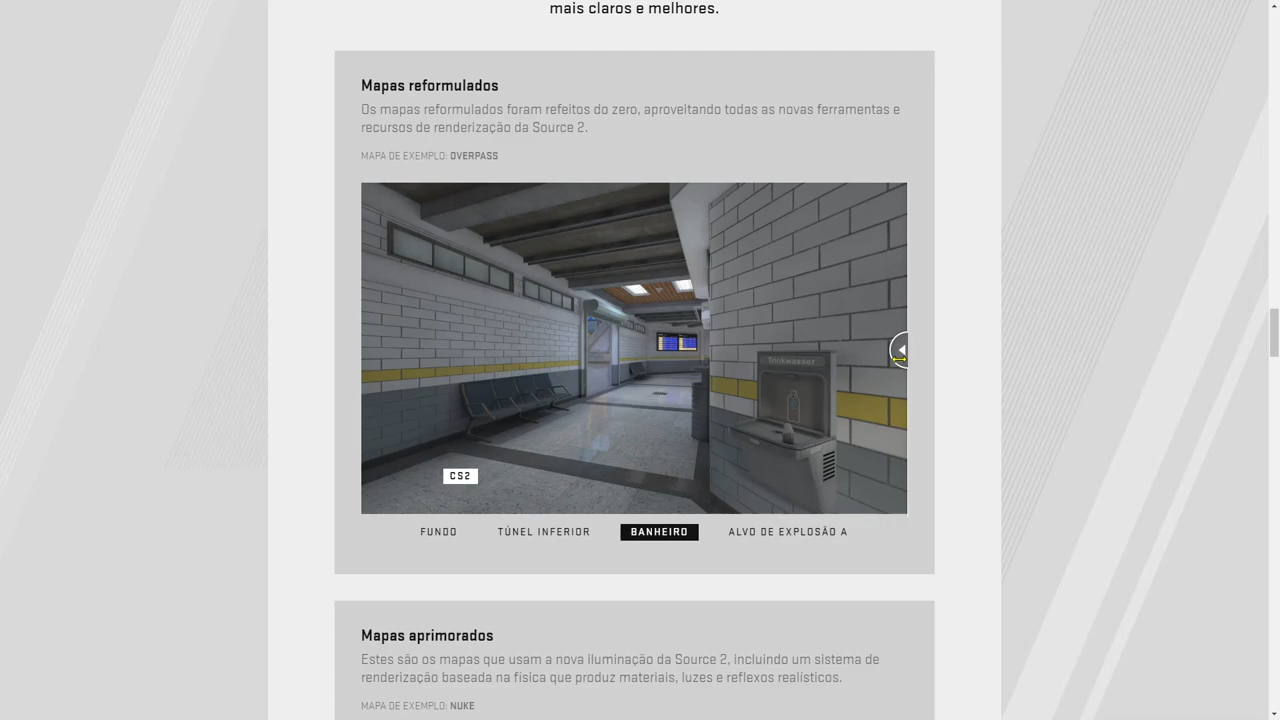 mais claros e melhores.
Mapas reformulados
Os mapas reformulados foram refeitos do zero, aproveitando todas as novas ferramentas e
recursos de renderização da Source 2.
MAPA DE EXEMPLO: OVERPASS
Trinkwasser
CS2
FUNDO TÚNEL INFERIOR BANHEIRO ALVO DE EXPLOSÃO A
Mapas aprimorados
Estes são os mapas que usam a nova iluminação da Source 2, incluindo um sistema de
renderização baseada na física que produz materiais, luzes e reflexos realísticos.
MAPA DE EXEMPLO: NUKE